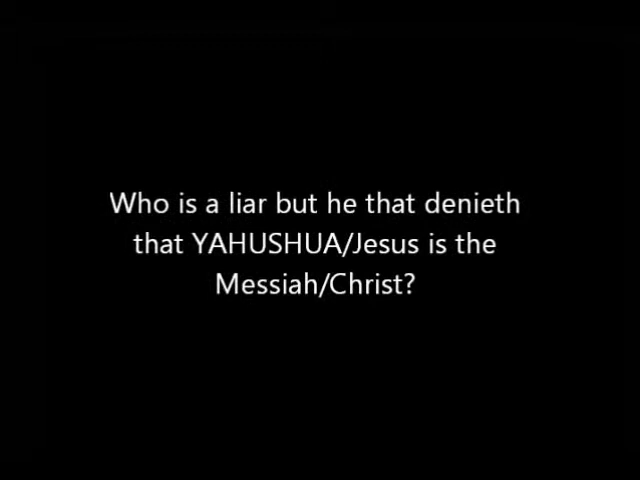 Who is a liar but he that denieth
that YAHUSHUA/Jesus is the
Messiah/Christ?